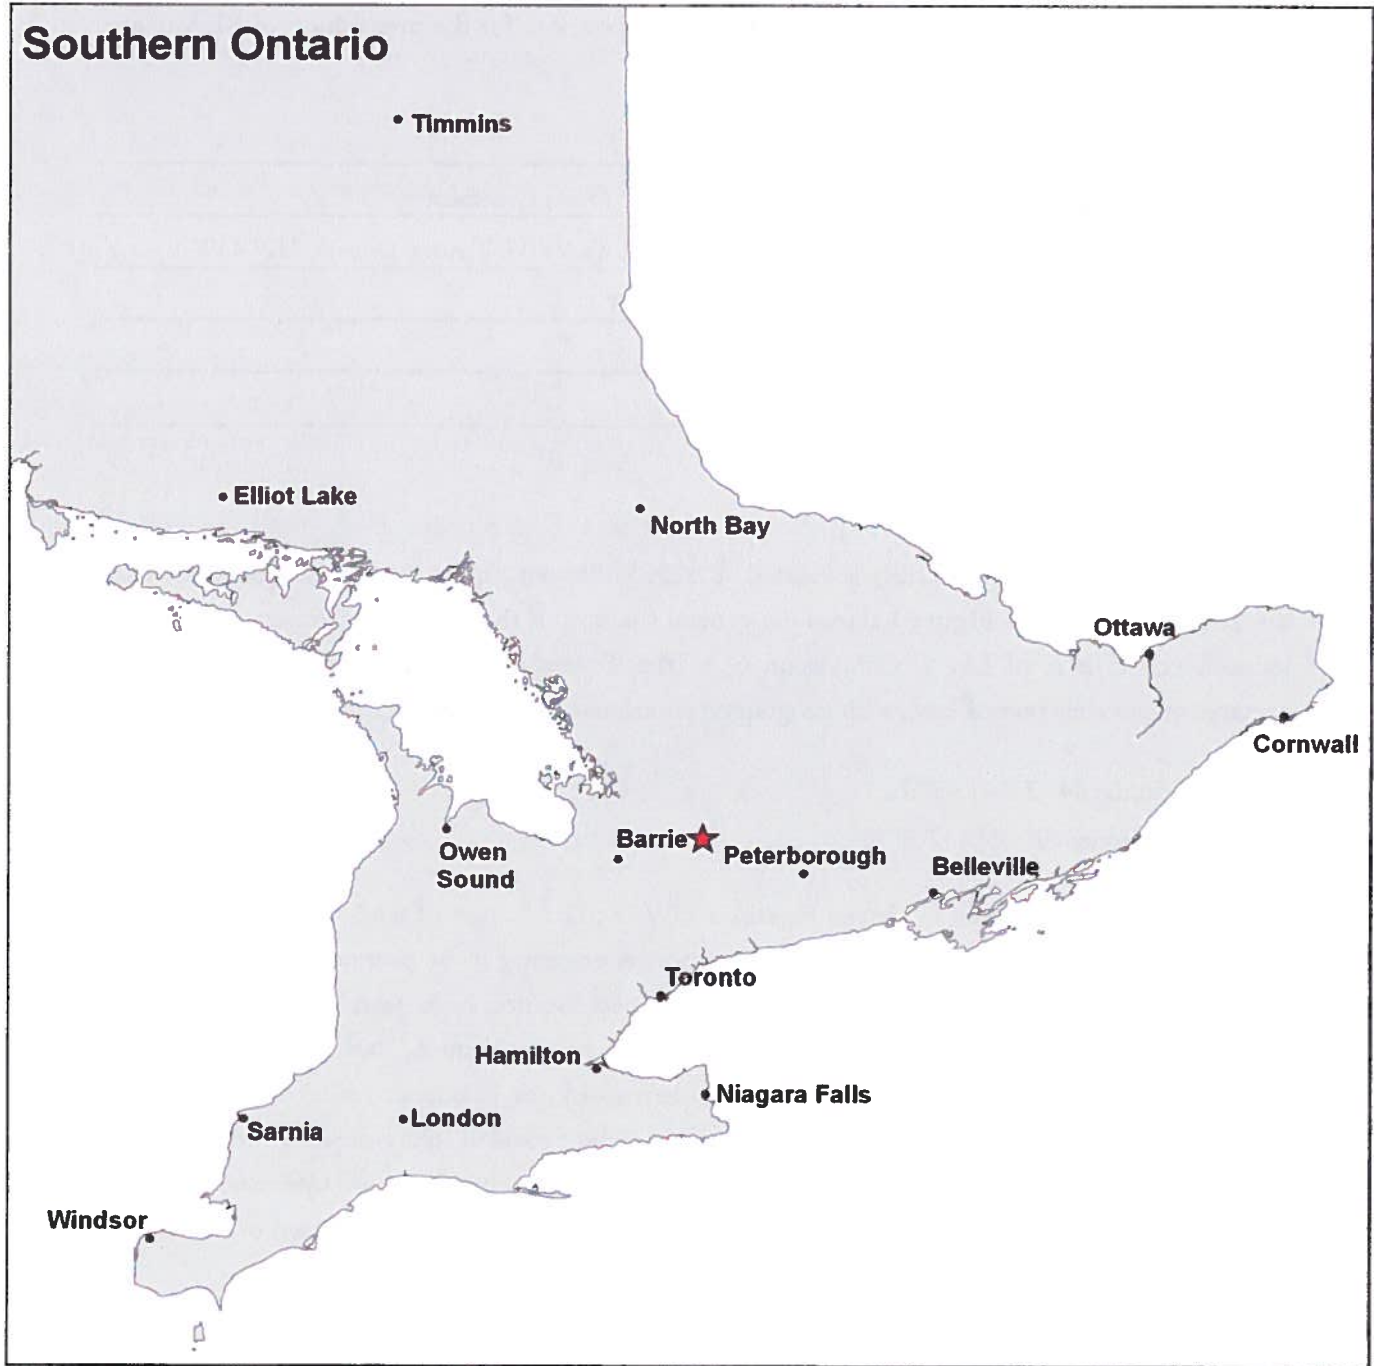 Southern Ontario
Timmins
Elliot Lake
North Bay
Ottawa
Cornwall
Barrie
Peterborough
Owen
Sound
Belleville
Toronto
Hamilton
Niagara Falls
Sarnia
London
Windsor